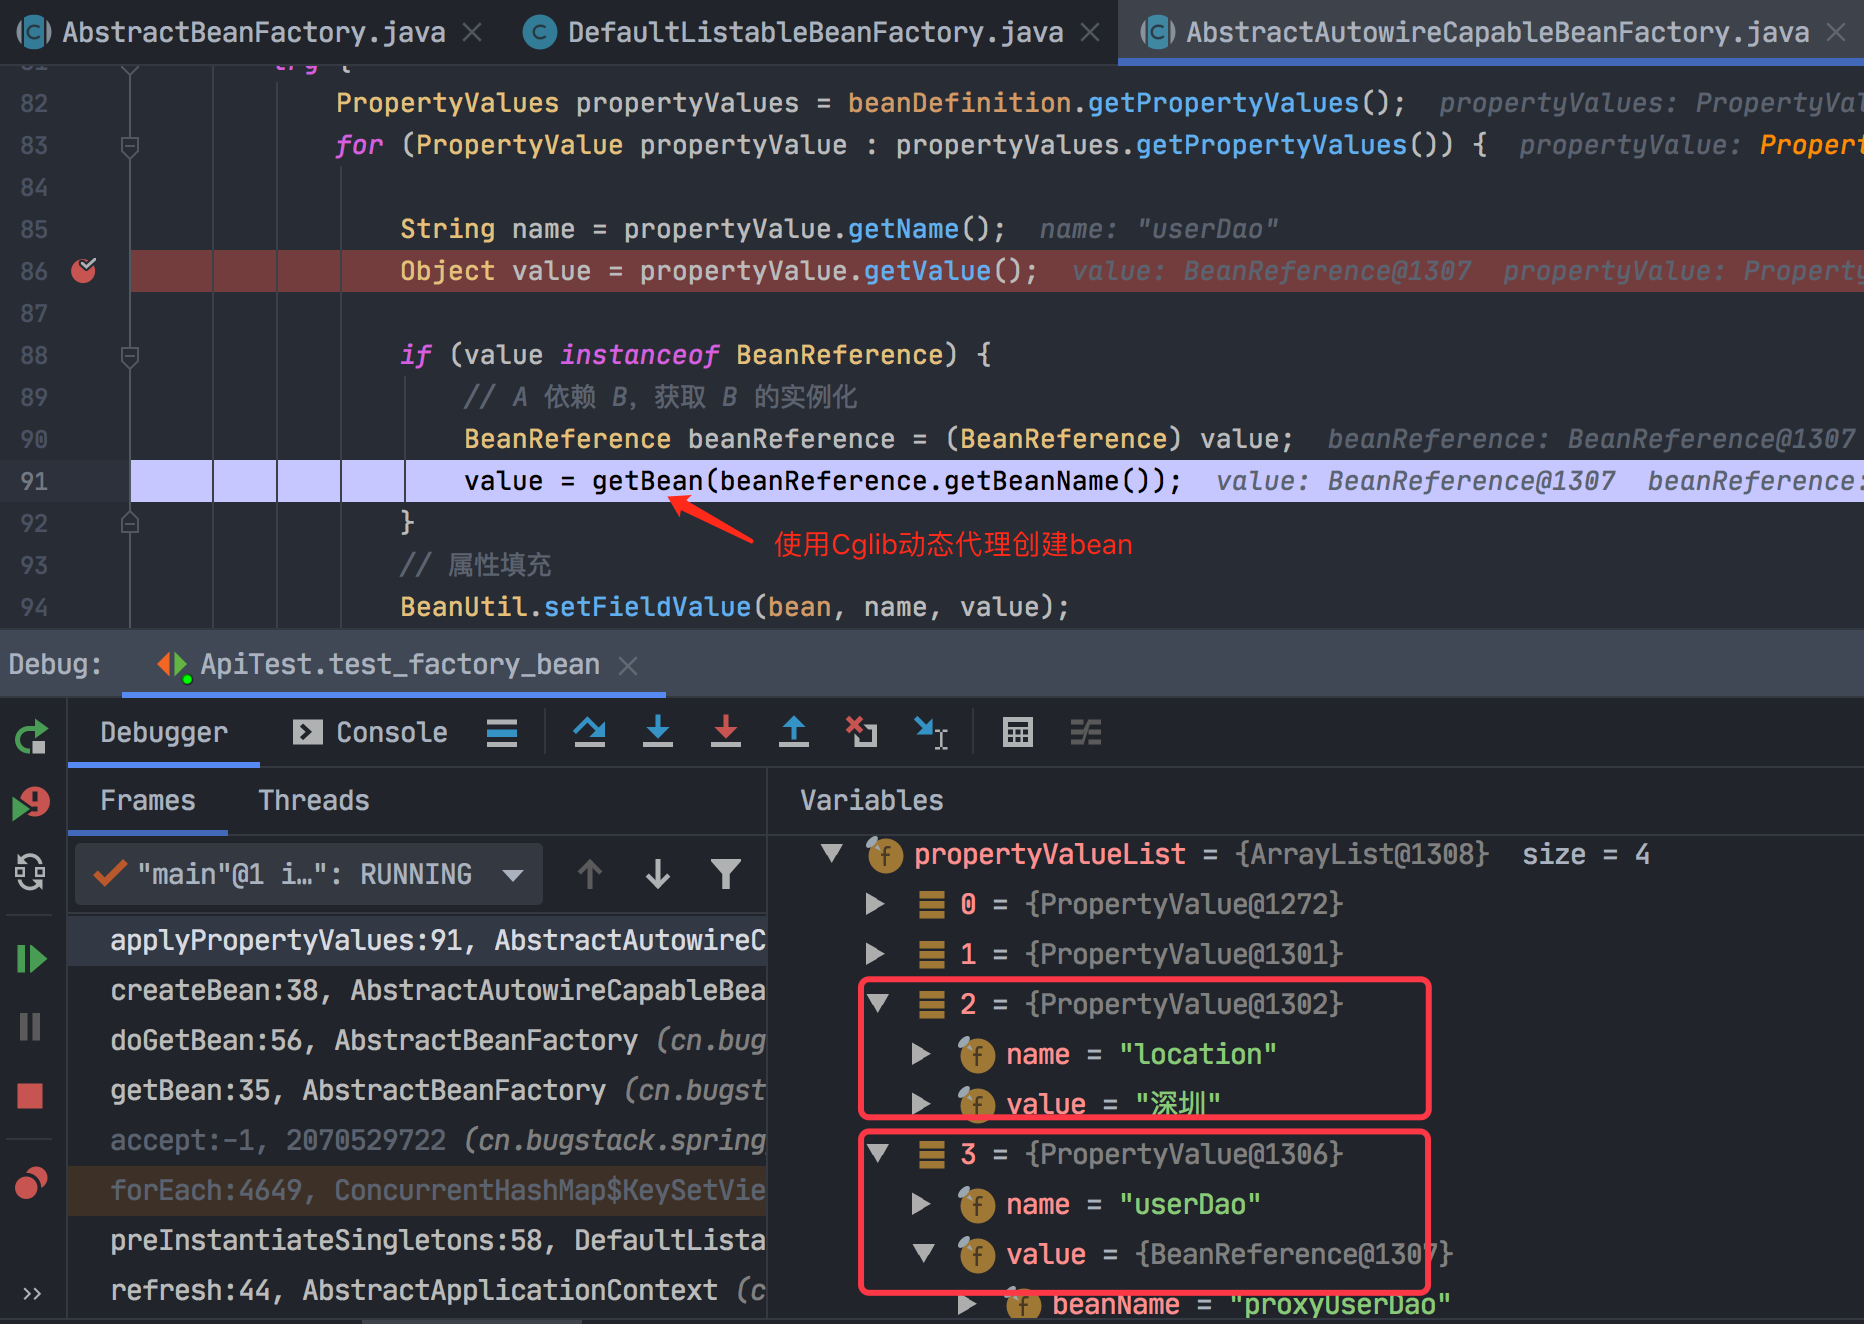 AbstractBeanFactory.java
DefaultListableBeanFactory.java
AbstractAutowireCapableBeanFactory.java
81 try {
82 PropertyValues propertyValues = beanDefinition.getPropertyValues(); propertyValues: PropertyVal
83 for (PropertyValue propertyValue : propertyValues.getPropertyValues()) { propertyValue: Propert
84
85 String name = propertyValue.getName(); name: "userDao"
86 Object value = propertyValue.getValue(); value: BeanReference@1307 propertyValue: Property
87
88 if (value instanceof BeanReference) {
89 // A 依赖 B，获取 B 的实例化
90 BeanReference beanReference = (BeanReference) value; beanReference: BeanReference@1307
91 value = getBean(beanReference.getBeanName()); value: BeanReference@1307 beanReference:
92 }
使用Cglib动态代理创建bean
93 // 属性填充
94 BeanUtil.setFieldValue(bean, name, value);
Debug: ApiTest.test_factory_bean
Debugger Console
Frames Threads
Variables
"main"@1 i…": RUNNING
applyPropertyValues:91, AbstractAutowireC
createBean:38, AbstractAutowireCapableBea
doGetBean:56, AbstractBeanFactory (cn.bug
getBean:35, AbstractBeanFactory (cn.bugst
accept:-1, 2070529722 (cn.bugstack.spring
forEach:4649, ConcurrentHashMap$KeySetVie
preInstantiateSingletons:58, DefaultLista
refresh:44, AbstractApplicationContext (c
propertyValueList = {ArrayList@1308} size = 4
0 = {PropertyValue@1272}
1 = {PropertyValue@1301}
2 = {PropertyValue@1302}
name = "location"
value = "深圳"
3 = {PropertyValue@1306}
name = "userDao"
value = {BeanReference@1307}
beanName = "proxyUserDao"